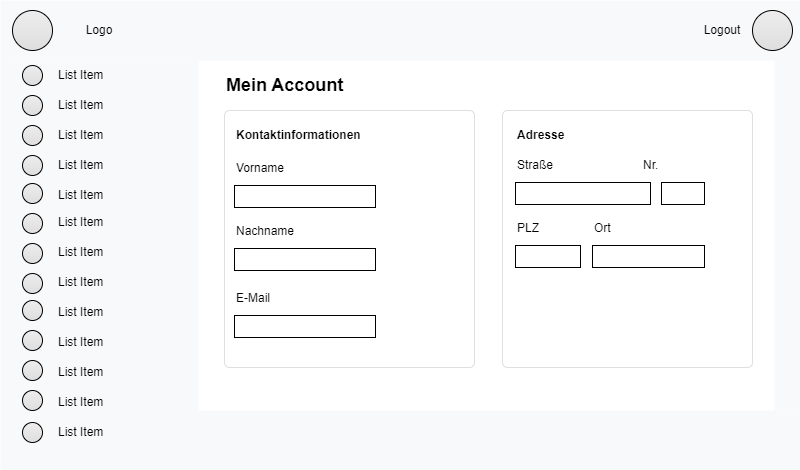 Logo
Logout
List Item
List Item
List Item
List Item
List Item
List Item
List Item
List Item
List Item
List Item
List Item
List Item
List Item
Mein Account
Kontaktinformationen
Vorname
Nachname
E-Mail
Adresse
Straße Nr.
PLZ Ort